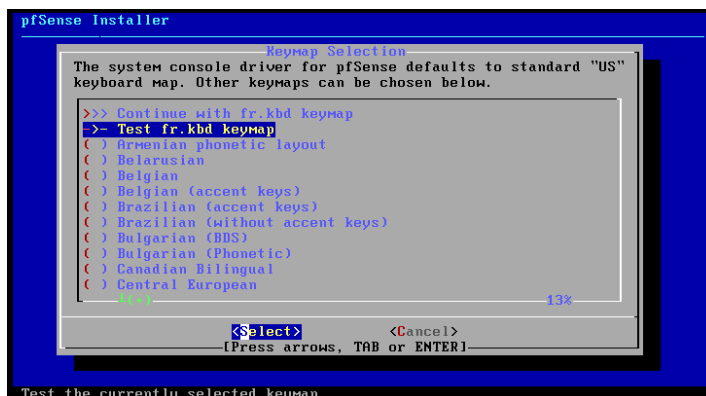 pfSense Installer
Keymap Selection
The system console driver for pfSense defaults to standard "US"
keyboard map. Other keymaps can be chosen below.
>>> Continue with fr.kbd keymap
->- Test fr.kbd keymap
( ) Armenian phonetic layout
( ) Belarusian
( ) Belgian
( ) Belgian (accent keys)
( ) Brazilian (accent keys)
( ) Brazilian (without accent keys)
( ) Bulgarian (BDS)
( ) Bulgarian (Phonetic)
( ) Canadian Bilingual
( ) Central European
┴(+) 13%
<Select> <Cancel>
[Press arrows, TAB or ENTER]
Test the currently selected keymap